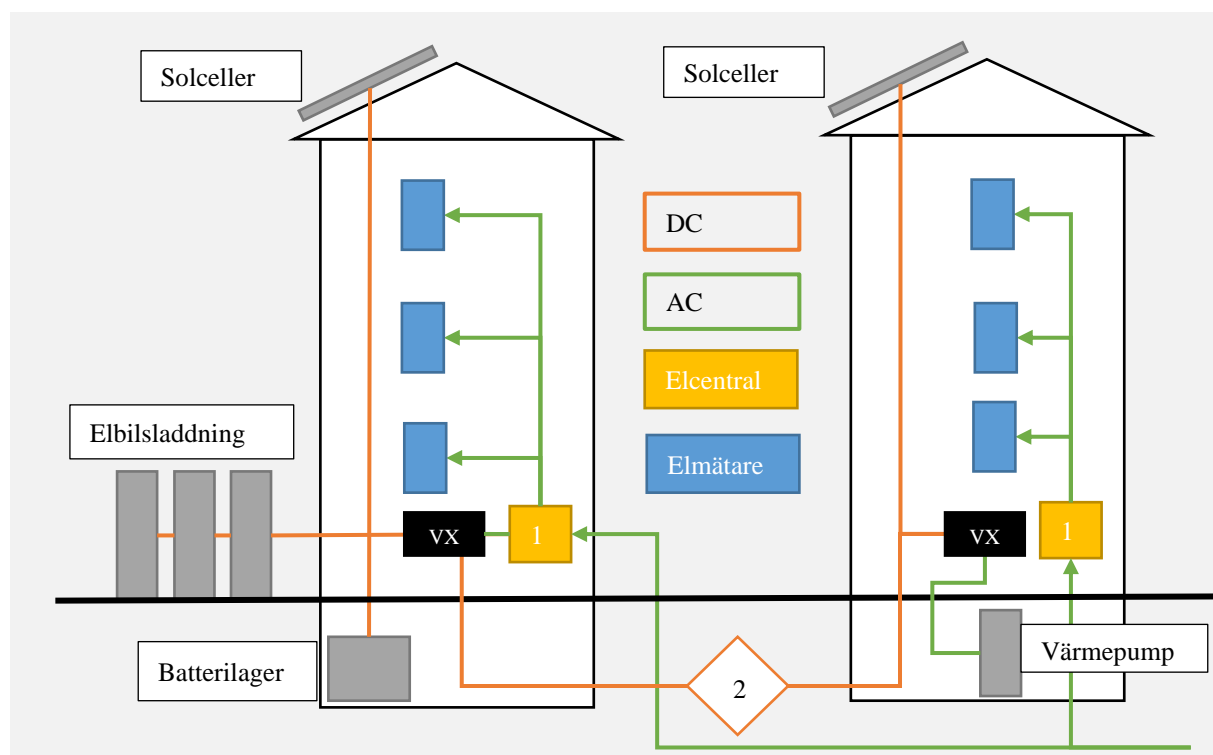 Solceller
Solceller
DC
AC
Elcentral
Elbilsladdning
Elmätare
VX
1
VX
1
Batterilager
2
Värmepump